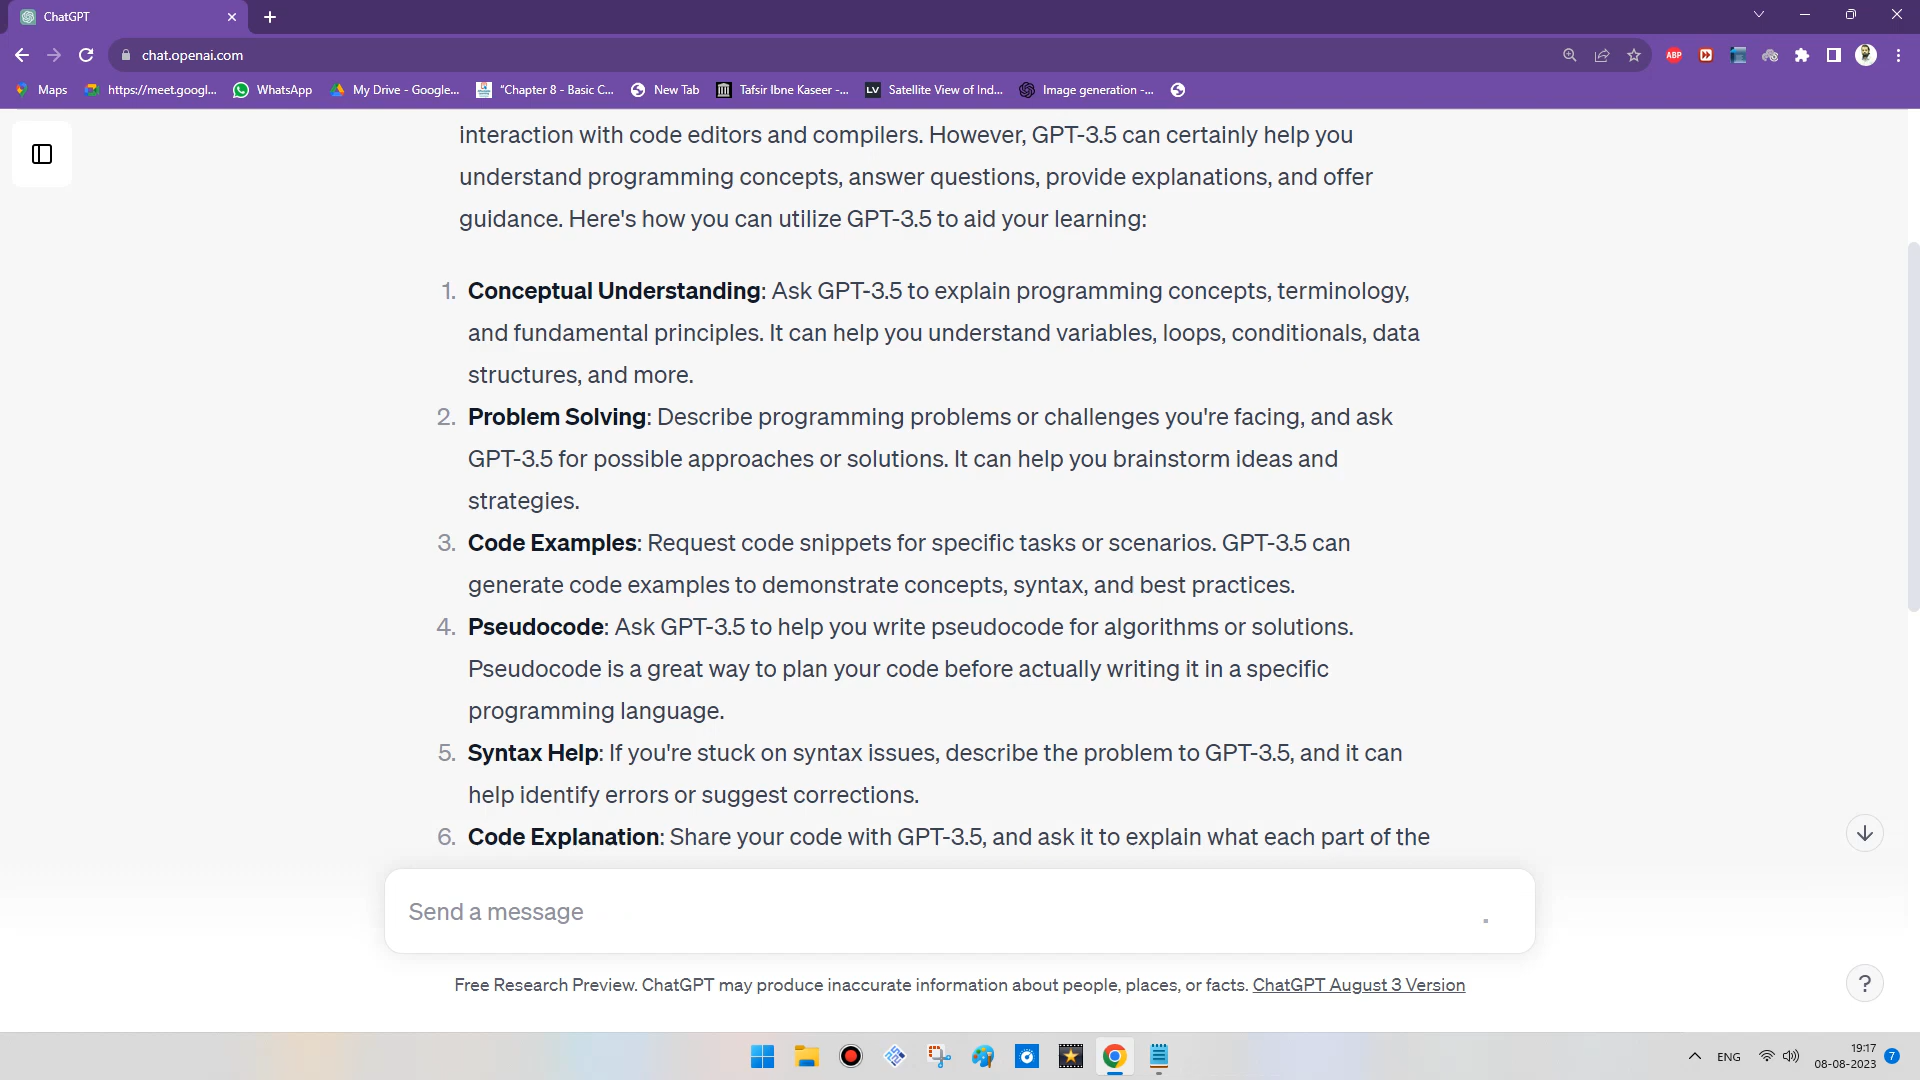 ChatGPT
chat.openai.com
ABP
Maps
https://meet.googl...
WhatsApp
My Drive - Google...
"Chapter 8 - Basic C...
New Tab
Tafsir Ibne Kaseer -...
LV
Satellite View of Ind...
Image generation -...
interaction with code editors and compilers. However, GPT-3.5 can certainly help you
understand programming concepts, answer questions, provide explanations, and offer
guidance. Here's how you can utilize GPT-3.5 to aid your learning:
1. Conceptual Understanding: Ask GPT-3.5 to explain programming concepts, terminology,
and fundamental principles. It can help you understand variables, loops, conditionals, data
structures, and more.
2. Problem Solving: Describe programming problems or challenges you're facing, and ask
GPT-3.5 for possible approaches or solutions. It can help you brainstorm ideas and
strategies.
3. Code Examples: Request code snippets for specific tasks or scenarios. GPT-3.5 can
generate code examples to demonstrate concepts, syntax, and best practices.
4. Pseudocode: Ask GPT-3.5 to help you write pseudocode for algorithms or solutions.
Pseudocode is a great way to plan your code before actually writing it in a specific
programming language.
5. Syntax Help: If you're stuck on syntax issues, describe the problem to GPT-3.5, and it can
help identify errors or suggest corrections.
6. Code Explanation: Share your code with GPT-3.5, and ask it to explain what each part of the
Send a message
Free Research Preview. ChatGPT may produce inaccurate information about people, places, or facts. ChatGPT August 3 Version
?
ENG
19:17
08-08-2023
7